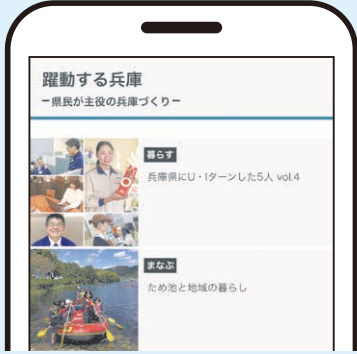 躍動する兵庫
ー県民が主役の兵庫づくりー
暮らす
兵庫県にU・Iターンした5人 vol.4
まなぶ
ため池と地域の暮らし